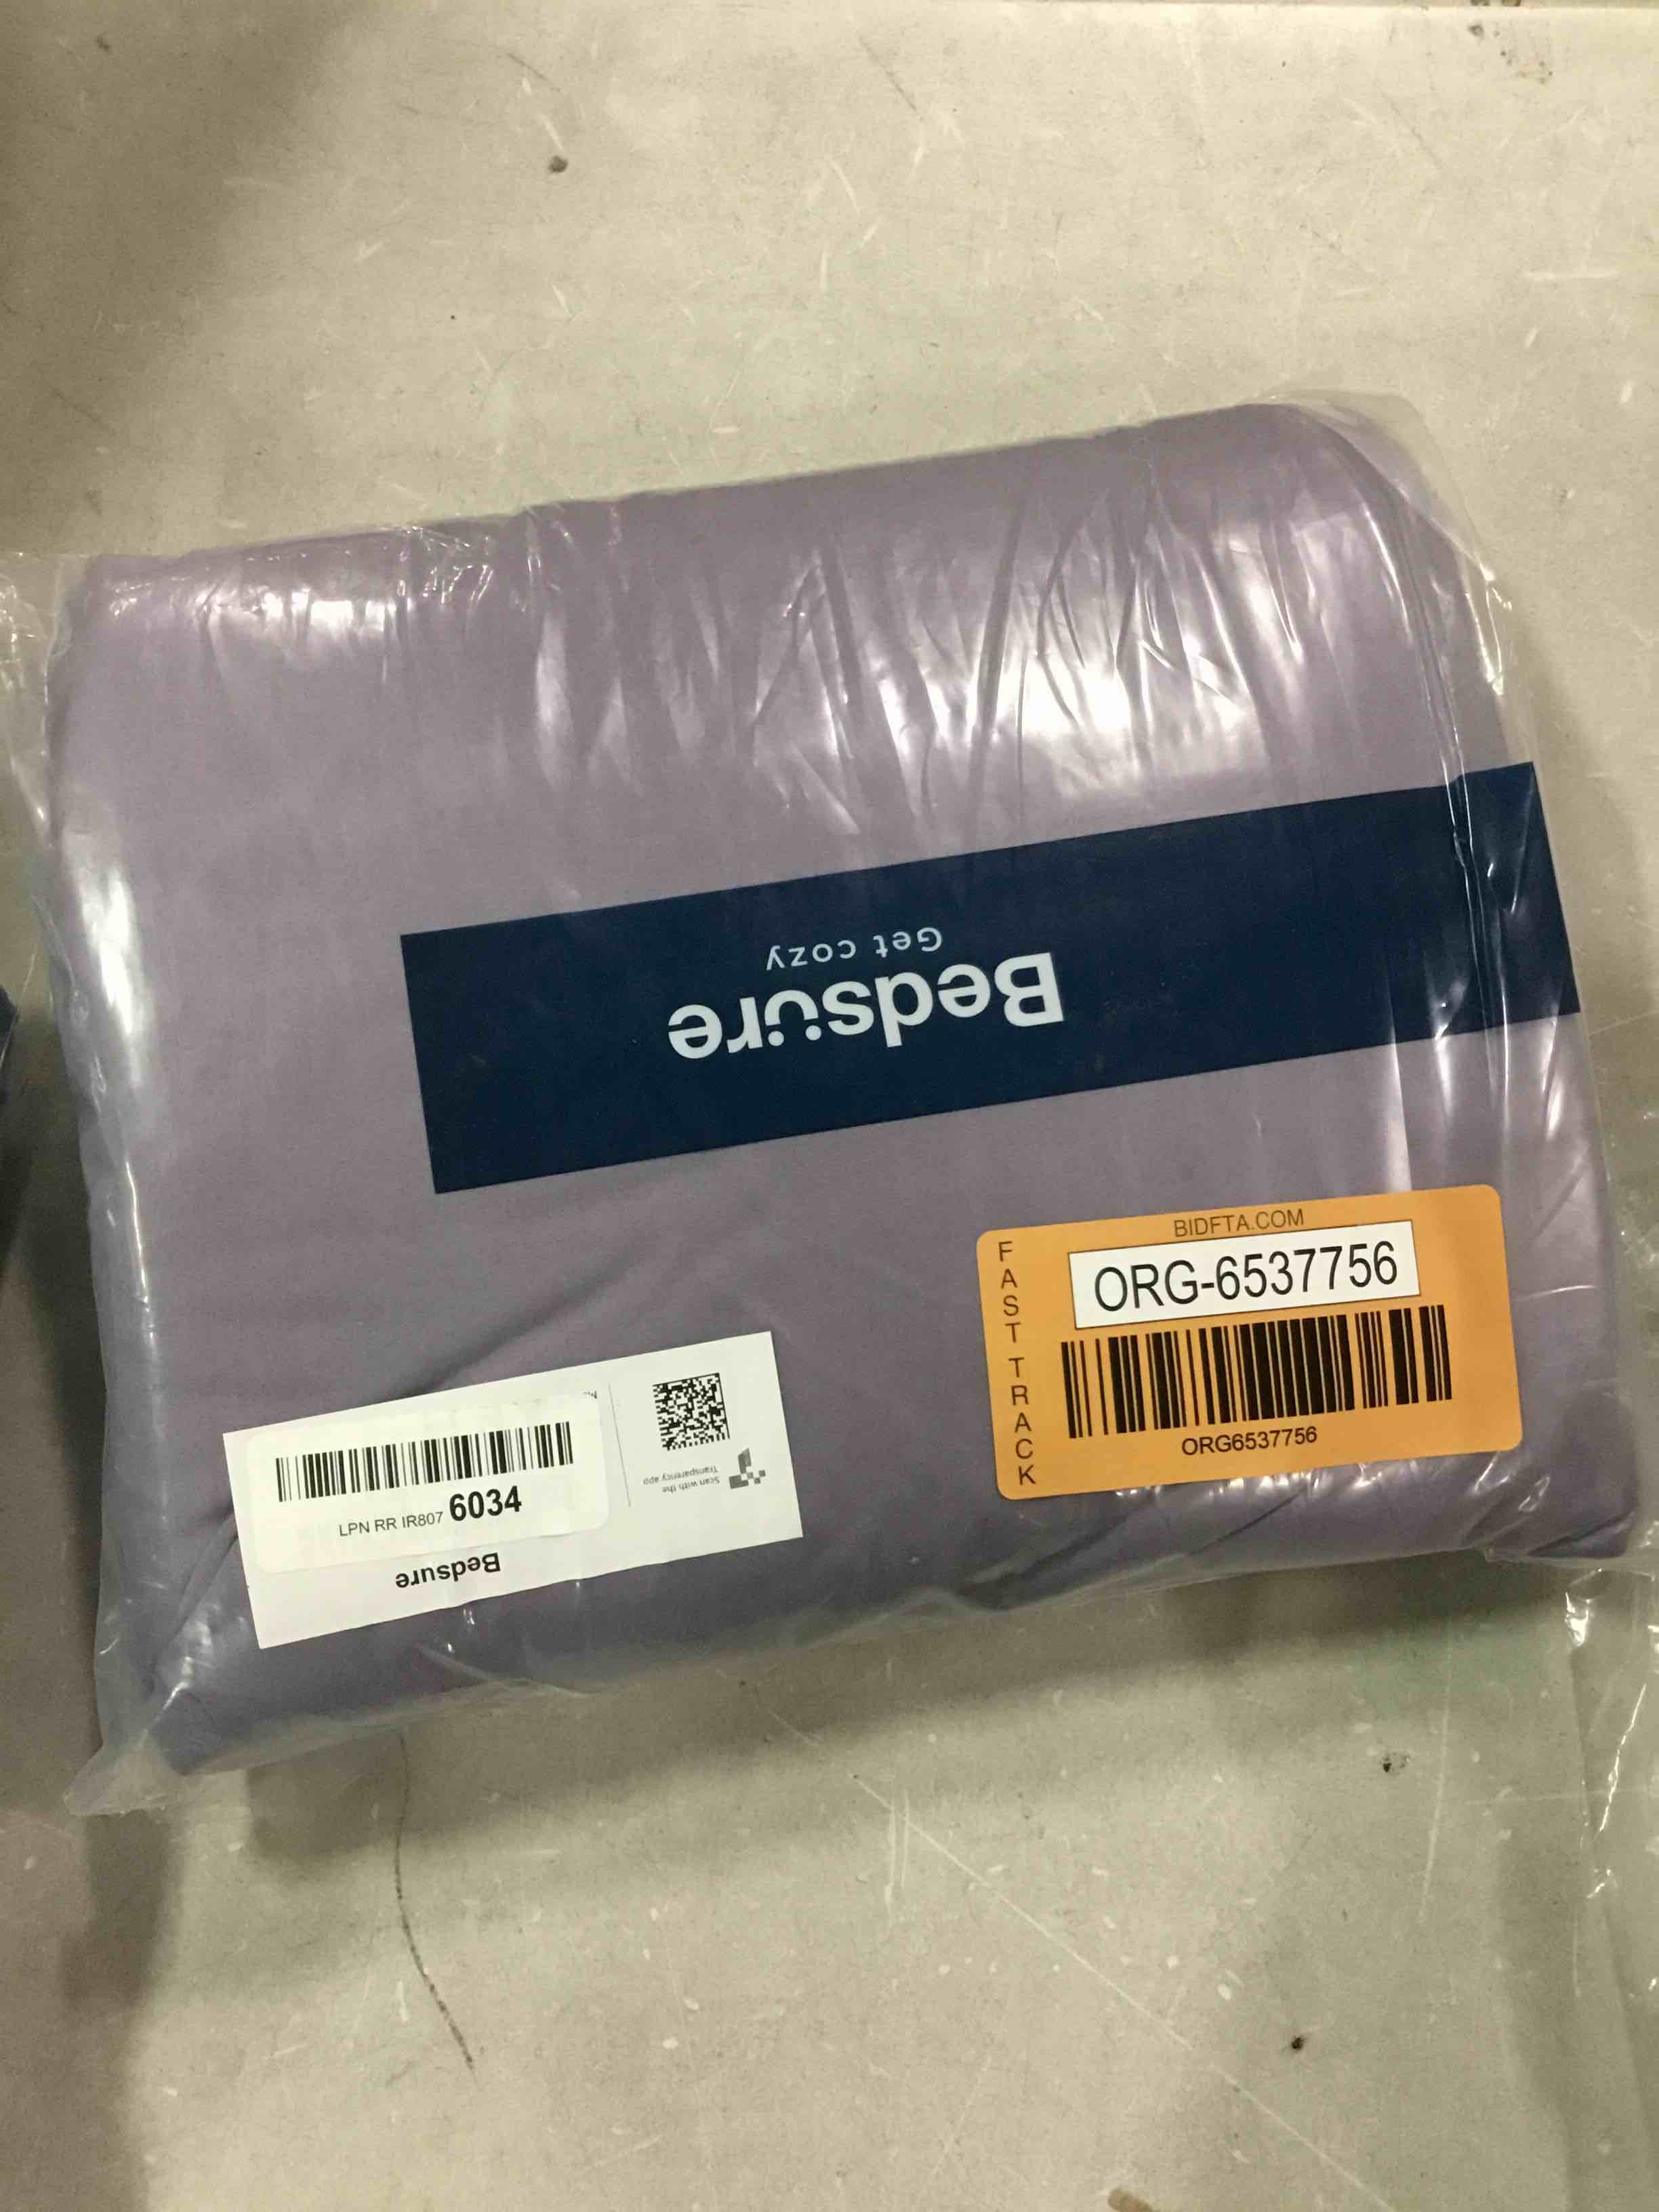 Bedsure
Get cozy
BIDFTA.COM
FAST TRACK
ORG-6537756
ORG6537756
LPN RR IR807 6034
Bedsure
Scan with the
Transparency app